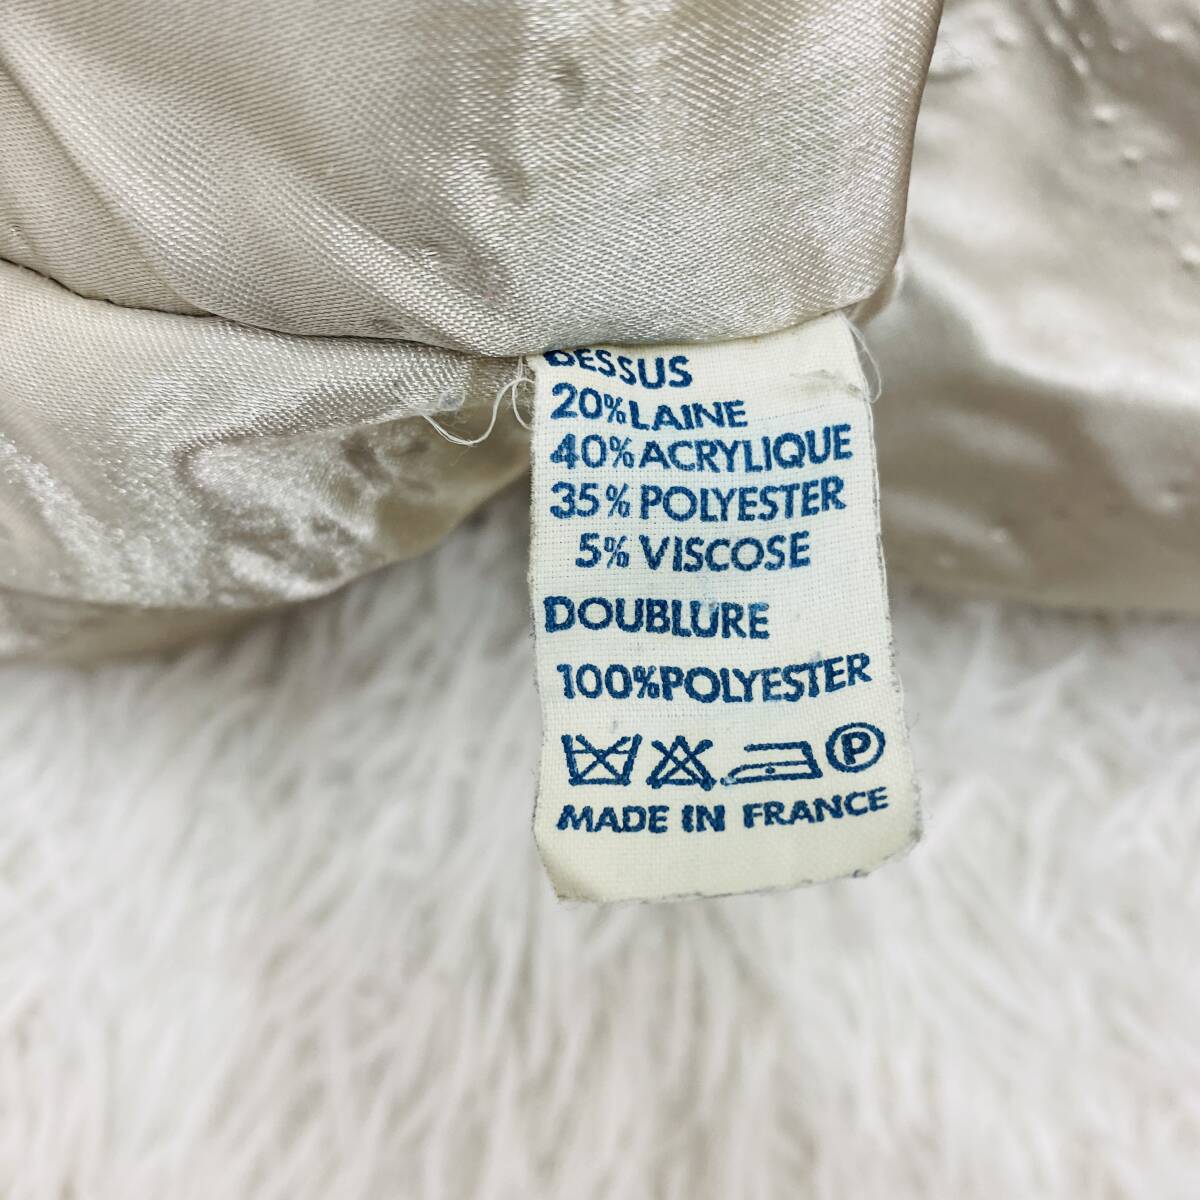 DESSUS
20% LAINE
40% ACRYLIQUE
35% POLYESTER
5% VISCOSE
DOUBLURE
100% POLYESTER
P
MADE IN FRANCE